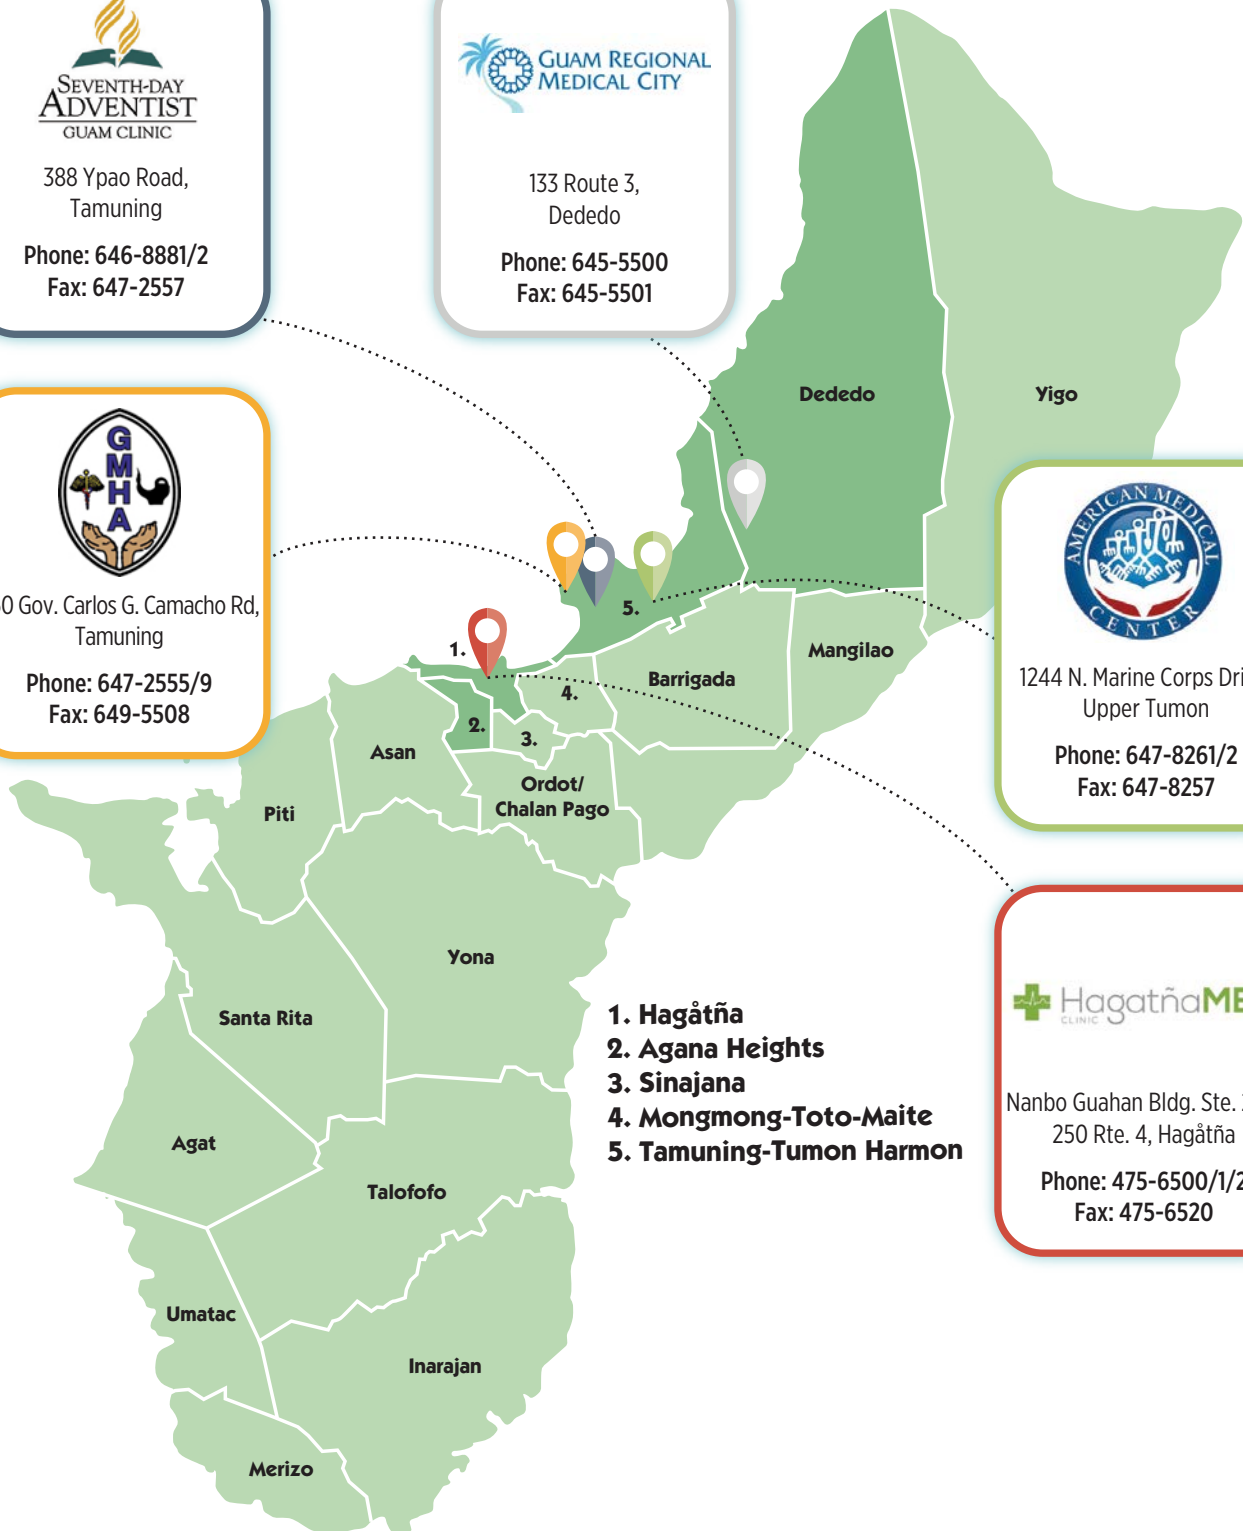 SEVENTH-DAY
ADVENTIST
GUAM CLINIC
388 Ypao Road,
Tamuning
Phone: 646-8881/2
Fax: 647-2557
GUAM REGIONAL
MEDICAL CITY
133 Route 3,
Dededo
Phone: 645-5500
Fax: 645-5501
GMHA
Gov. Carlos G. Camacho Rd,
Tamuning
Phone: 647-2555/9
Fax: 649-5508
AMERICAN MEDICAL
CENTER
1244 N. Marine Corps
Upper Tumon
Phone: 647-8261/2
Fax: 647-8257
Hagatña
CLINIC
Nanbo Guahan Bldg. Ste.
250 Rte. 4, Hagåtña
Phone: 475-6500/1/2
Fax: 475-6520
Dededo
Yigo
1.
2.
3.
4.
5.
Barrigada
Mangilao
Asan
Piti
Ordot/
Chalan Pago
Yona
Santa Rita
Agat
Talofofo
Umatac
Inarajan
Merizo
1. Hagåtña
2. Agana Heights
3. Sinajana
4. Mongmong-Toto-Maite
5. Tamuning-Tumon Harmon